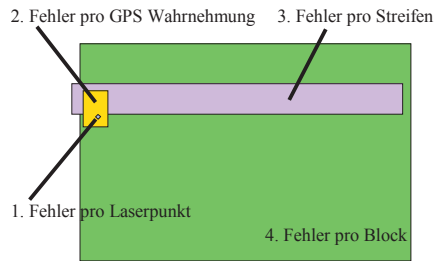 2. Fehler pro GPS Wahrnehmung
3. Fehler pro Streifen
1. Fehler pro Laserpunkt
4. Fehler pro Block